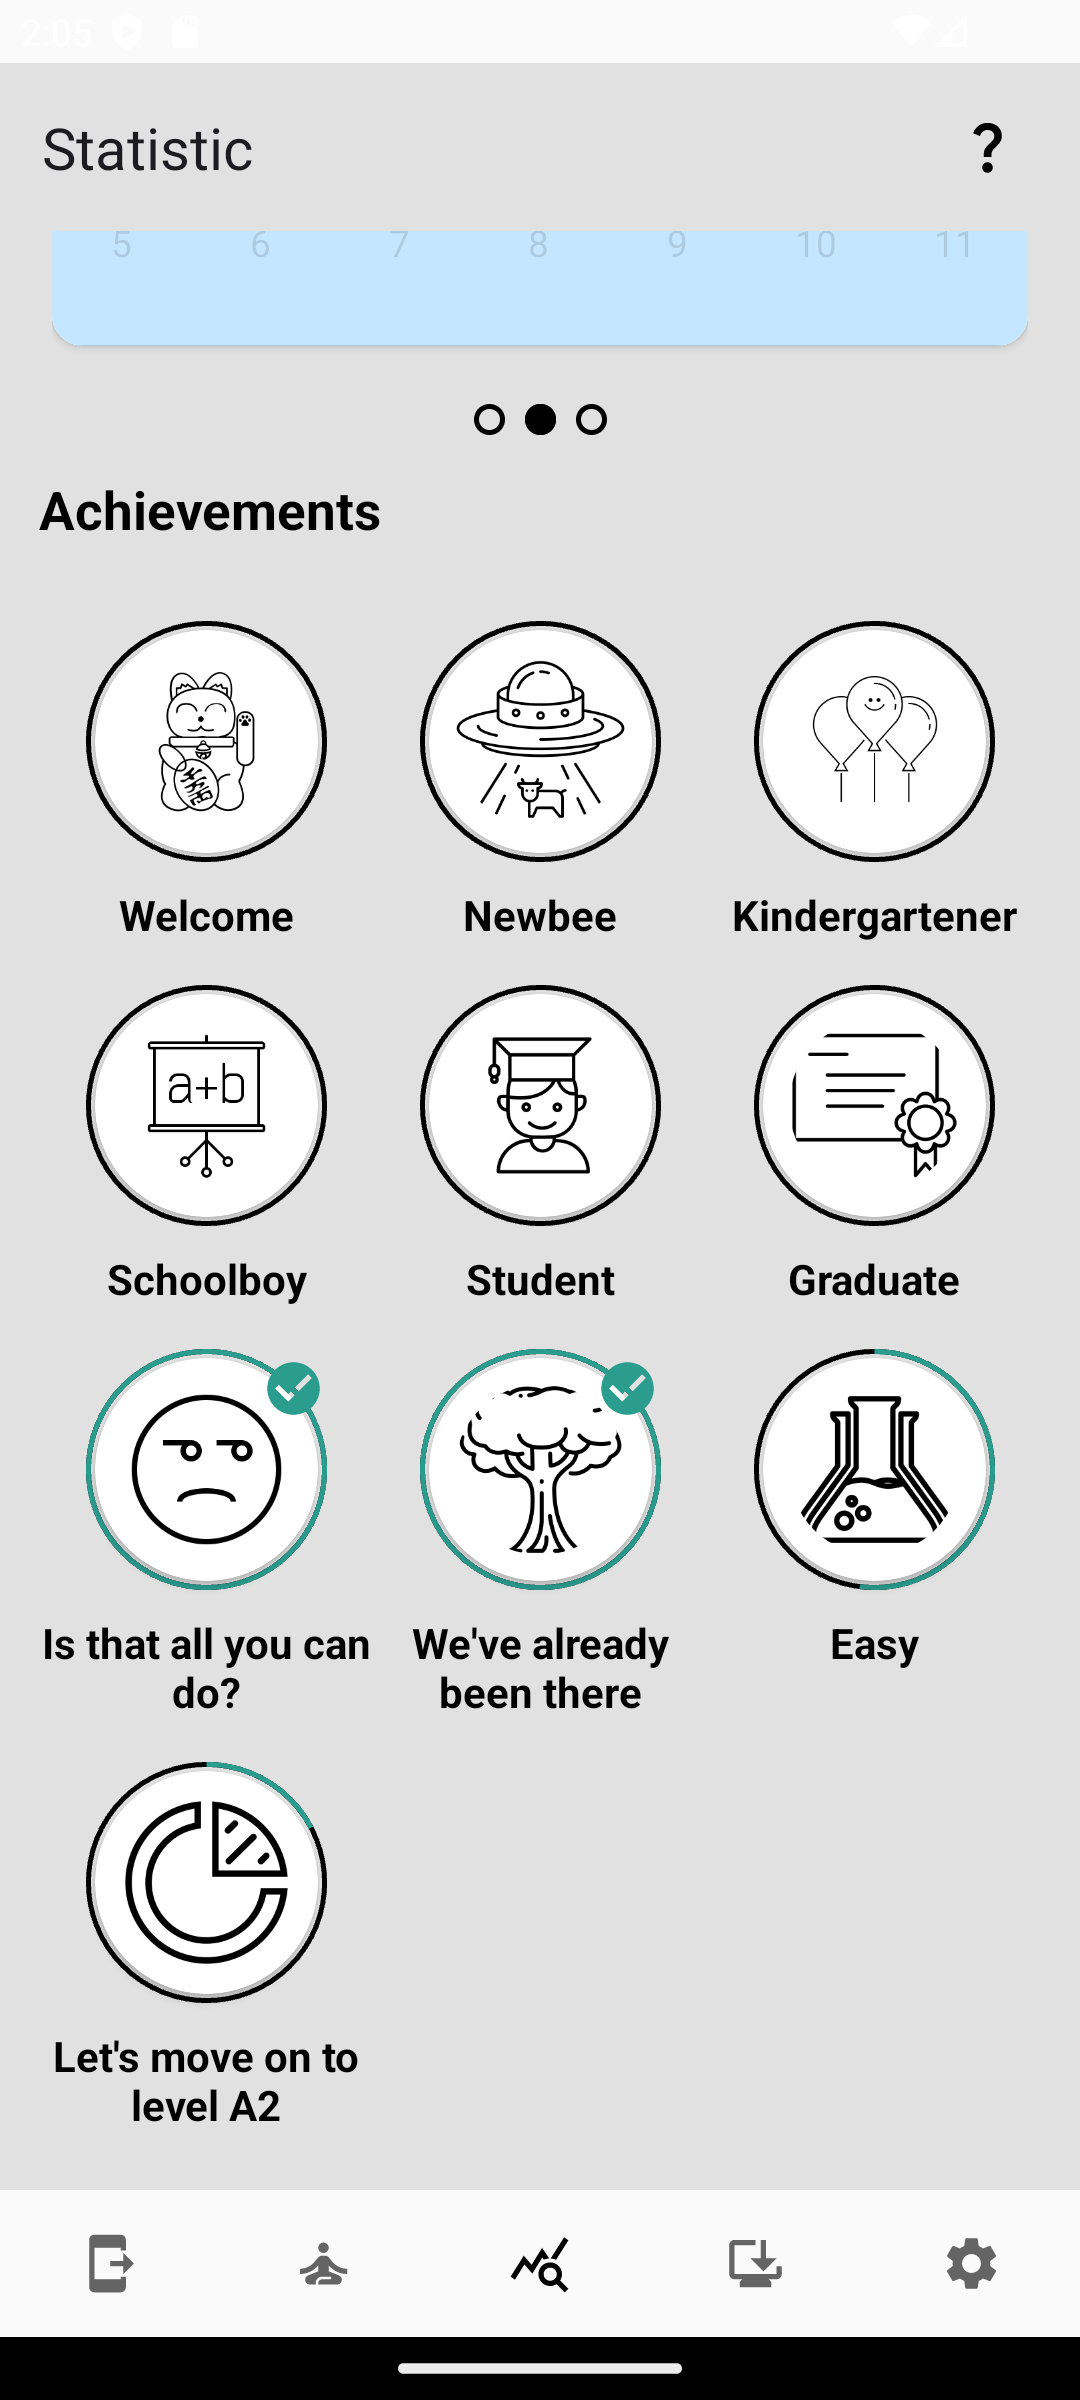 2:05
Statistic ?
5 6 7 8 9 10 11
Achievements
Welcome Newbee Kindergartener
a+b
Schoolboy Student Graduate
Is that all you can do?
We've already been there
Easy
Let's move on to
level A2